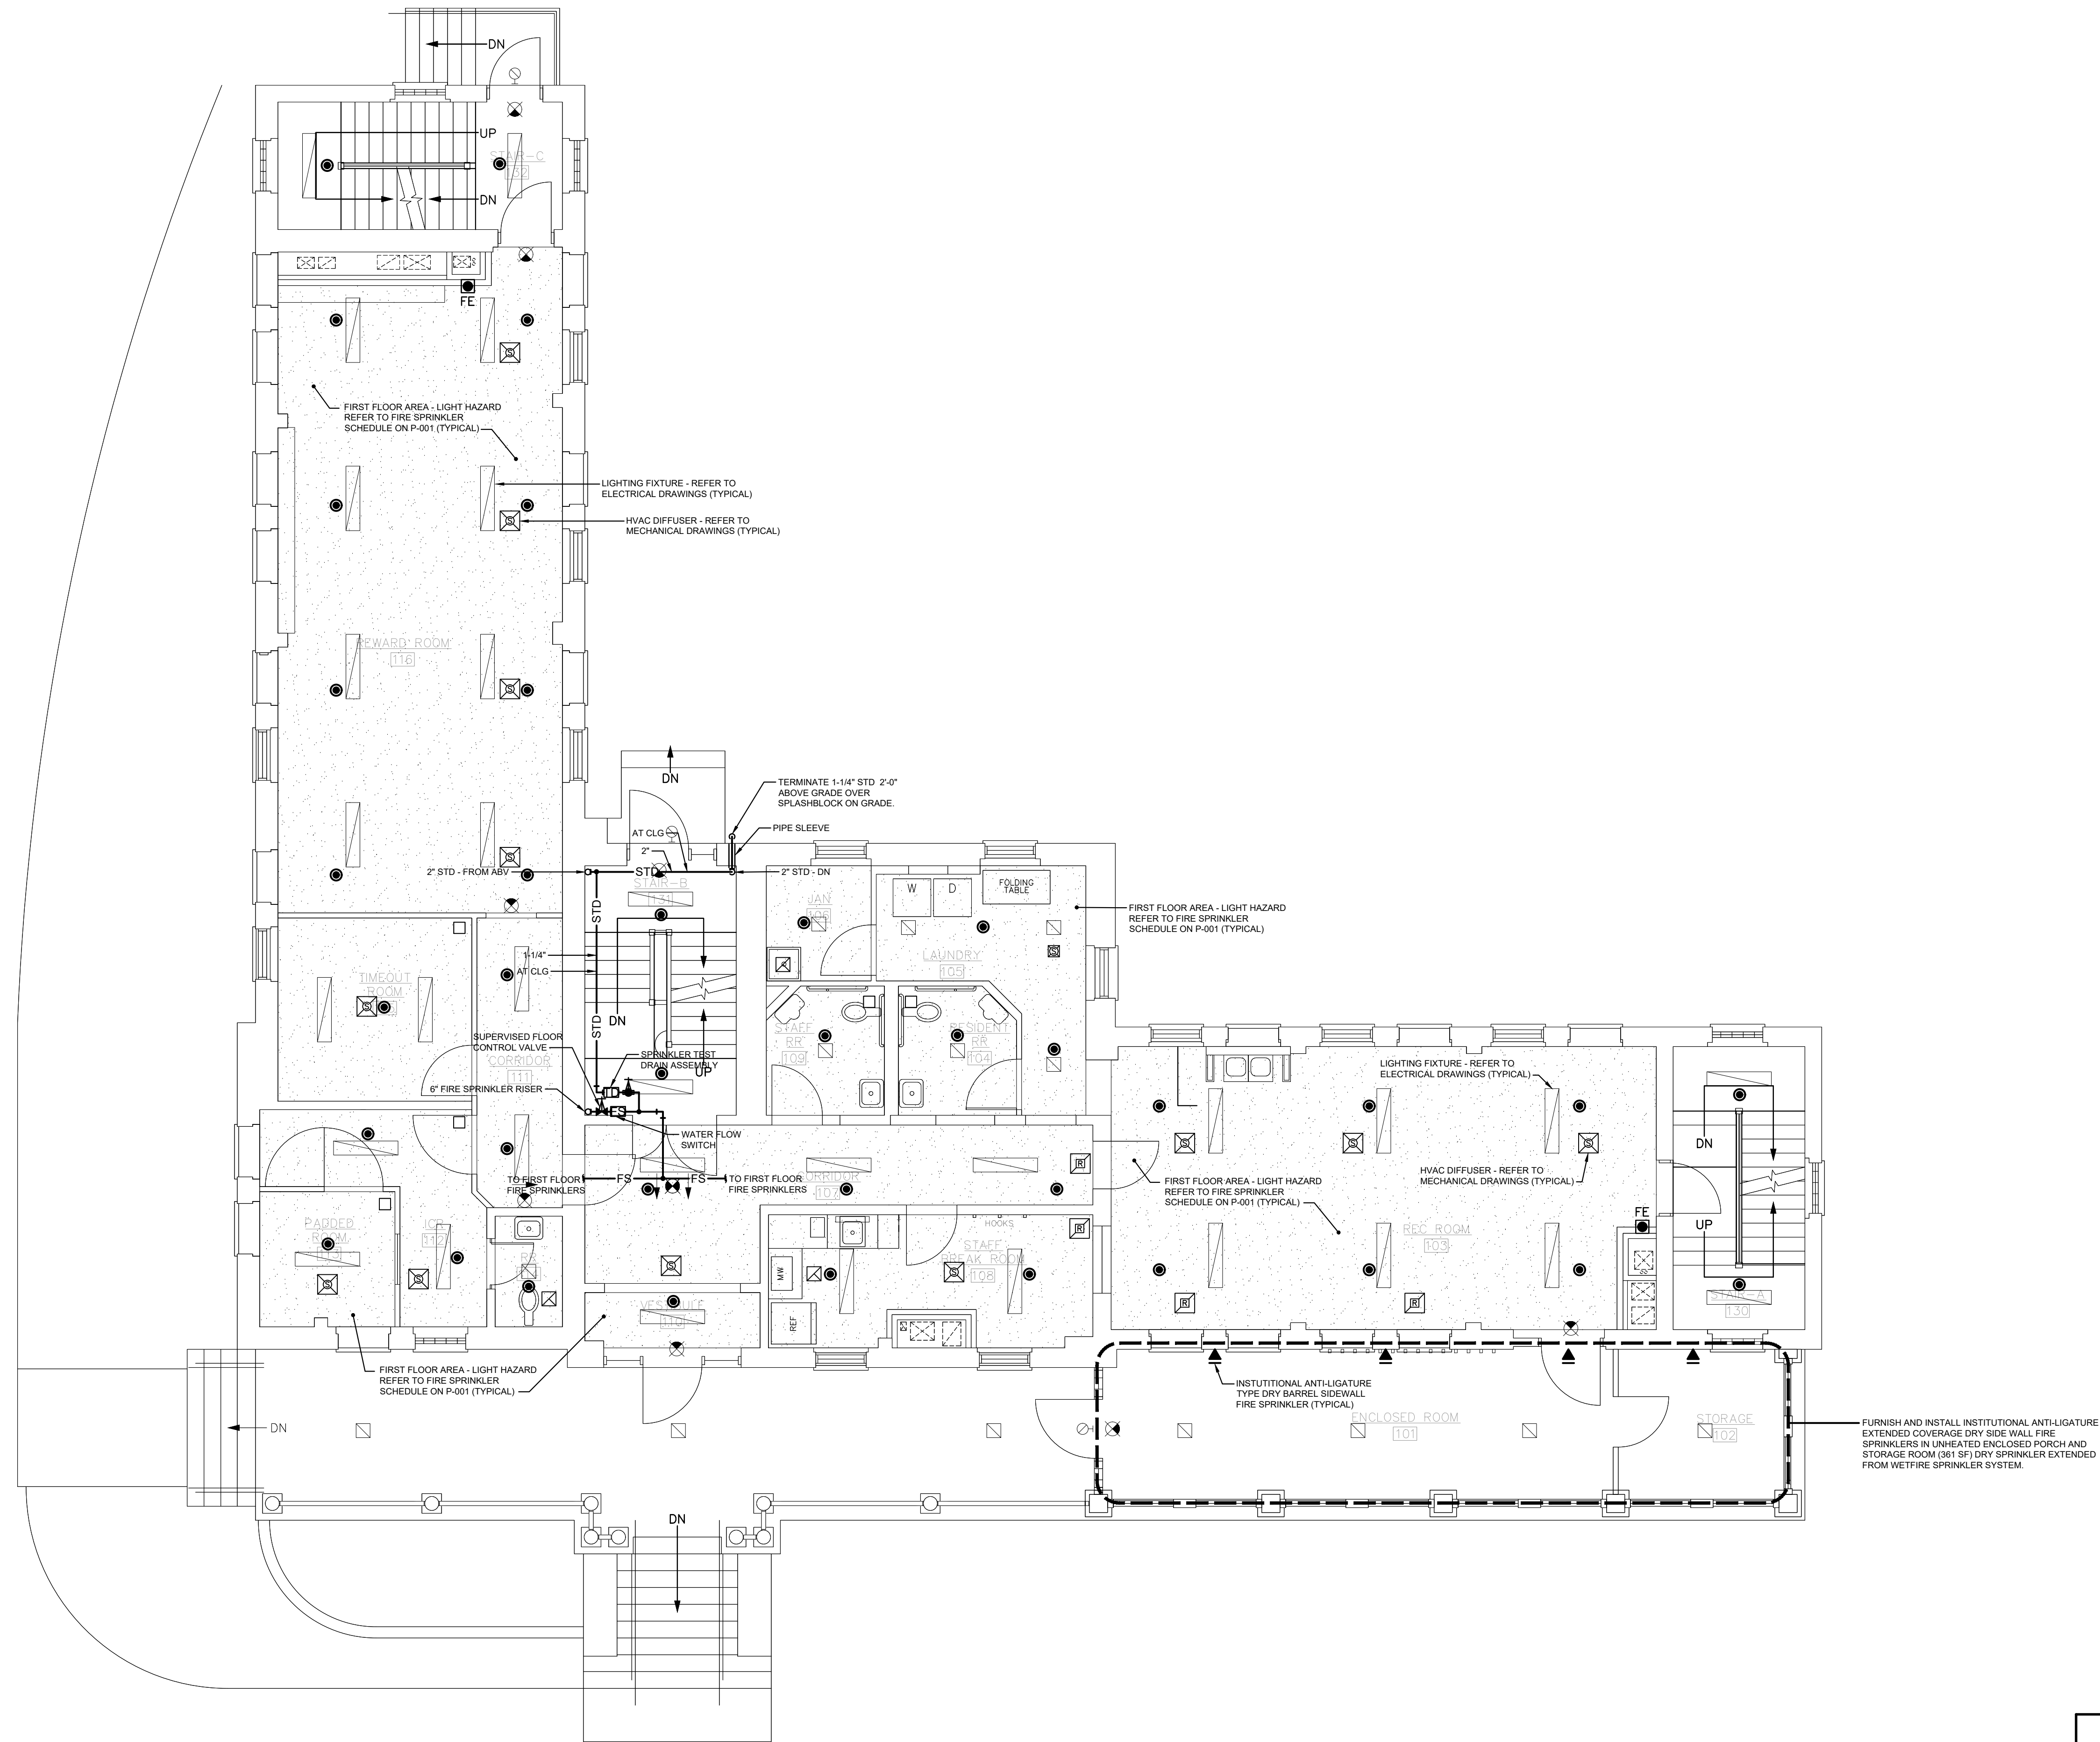 DN
UP
STAIR-C
132
DN
FE
FIRST FLOOR AREA - LIGHT HAZARD
REFER TO FIRE SPRINKLER
SCHEDULE ON P-001 (TYPICAL)
S
LIGHTING FIXTURE - REFER TO
ELECTRICAL DRAWINGS (TYPICAL)
S
HVAC DIFFUSER - REFER TO
MECHANICAL DRAWINGS (TYPICAL)
REWARD ROOM
116
S
DN
TERMINATE 1-1/4" STD 2'-0"
ABOVE GRADE OVER
SPLASHBLOCK ON GRADE.
PIPE SLEEVE
AT CLG
2"
S
2" STD - FROM ABV
STD
2" STD - DN
STAIR-B
131
STD
JAN
106
W
D
FOLDING
TABLE
FIRST FLOOR AREA - LIGHT HAZARD
REFER TO FIRE SPRINKLER
SCHEDULE ON P-001 (TYPICAL)
LAUNDRY
105
S
1-1/4"
AT CLG
TIMEOUT
ROOM
S
STD
DN
STAFF
RR
109
RESIDENT
RR
104
SUPERVISED FLOOR
CONTROL VALVE
CORRIDOR
111
SPRINKLER TEST
DRAIN ASSEMBLY
UP
6" FIRE SPRINKLER RISER
FS
WATER FLOW
SWITCH
LIGHTING FIXTURE - REFER TO
ELECTRICAL DRAWINGS (TYPICAL)
S
S
S
DN
HVAC DIFFUSER - REFER TO
MECHANICAL DRAWINGS (TYPICAL)
TO FIRST FLOOR
FIRE SPRINKLERS
FS
FS
TO FIRST FLOOR
FIRE SPRINKLERS
CORRIDOR
107
R
FIRST FLOOR AREA - LIGHT HAZARD
REFER TO FIRE SPRINKLER
SCHEDULE ON P-001 (TYPICAL)
FE
UP
PADDED
ROOM
113
ICR
112
RR
HOOKS
R
STAFF
BREAK ROOM
108
REC ROOM
103
MW
S
S
S
S
REF
R
R
STAIR-A
130
VESTIBULE
110
FIRST FLOOR AREA - LIGHT HAZARD
REFER TO FIRE SPRINKLER
SCHEDULE ON P-001 (TYPICAL)
INSTUTITIONAL ANTI-LIGATURE
TYPE DRY BARREL SIDEWALL
FIRE SPRINKLER (TYPICAL)
DN
ENCLOSED ROOM
101
STORAGE
102
FURNISH AND INSTALL INSTITUTIONAL ANTI-LIGATURE
EXTENDED COVERAGE DRY SIDE WALL FIRE
SPRINKLERS IN UNHEATED ENCLOSED PORCH AND
STORAGE ROOM (361 SF) DRY SPRINKLER EXTENDED
FROM WETFIRE SPRINKLER SYSTEM.
DN